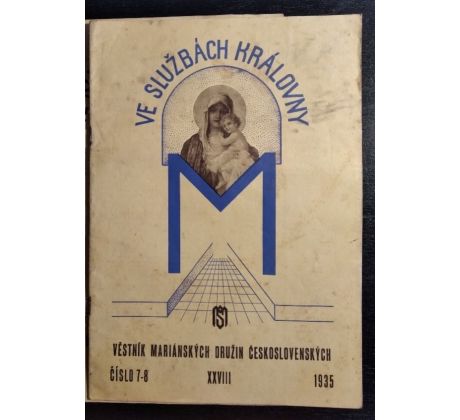 VE SLUŽBÁCH KRÁLOVNY
M
VĚSTNÍK MARIÁNSKÝCH DRUŽIN ČESKOSLOVENSKÝCH
ČÍSLO 7-8 XXVIII 1935